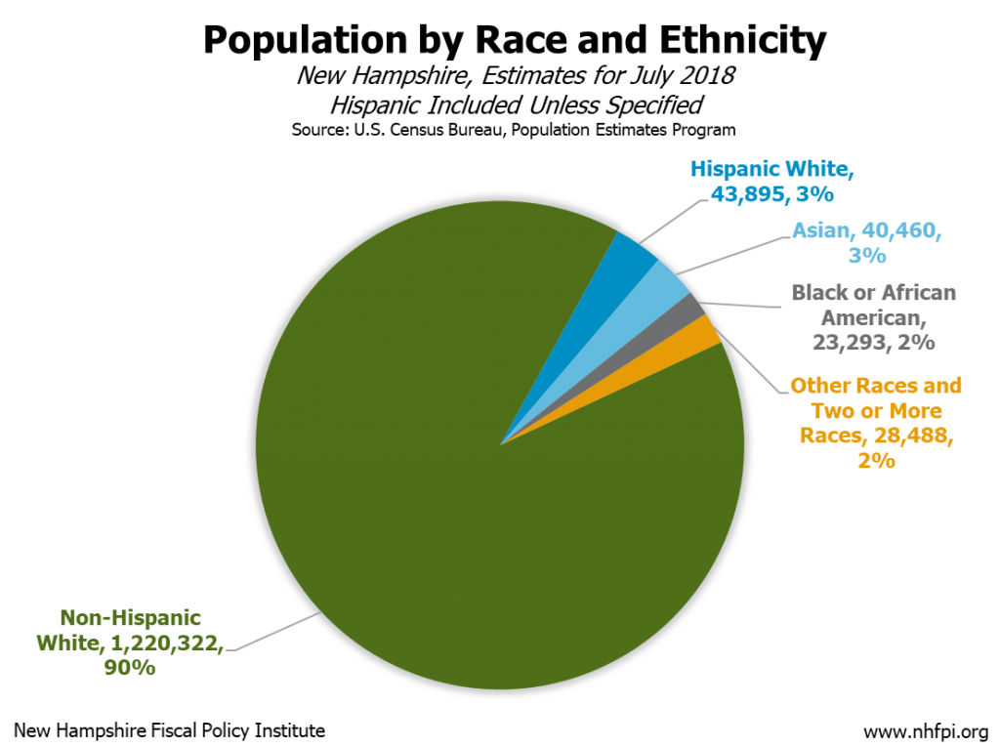 Population by Race and Ethnicity
New Hampshire, Estimates for July 2018
Hispanic Included Unless Specified
Source: U.S. Census Bureau, Population Estimates Program
Hispanic White,
43,895, 3%
Asian, 40,460,
3%
Black or African
American,
23,293, 2%
Other Races and
Two or More
Races, 28,488,
2%
Non-Hispanic
White, 1,220,322,
90%
New Hampshire Fiscal Policy Institute
www.nhfpi.org